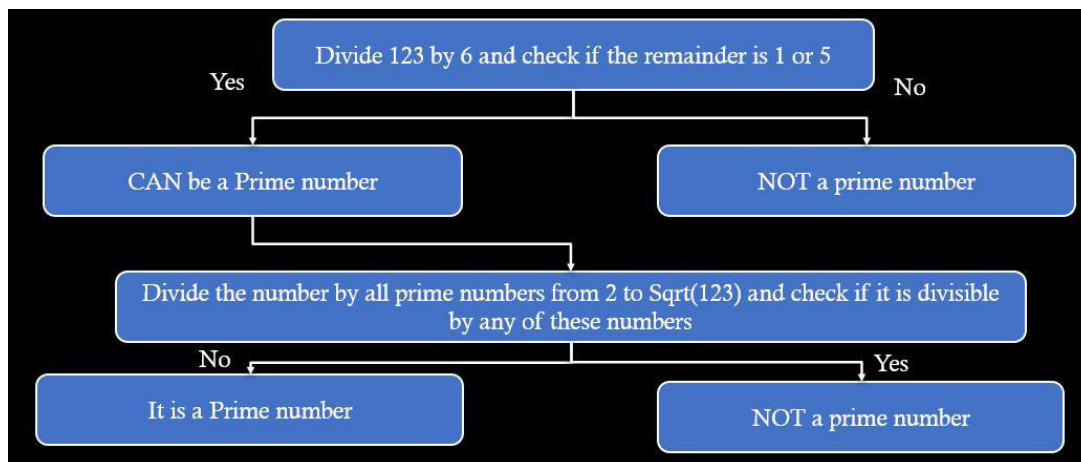 Divide 123 by 6 and check if the remainder is 1 or 5
Yes
No
CAN be a Prime number
NOT a prime number
Divide the number by all prime numbers from 2 to Sqrt(123) and check if it is divisible
by any of these numbers
No
Yes
It is a Prime number
NOT a prime number